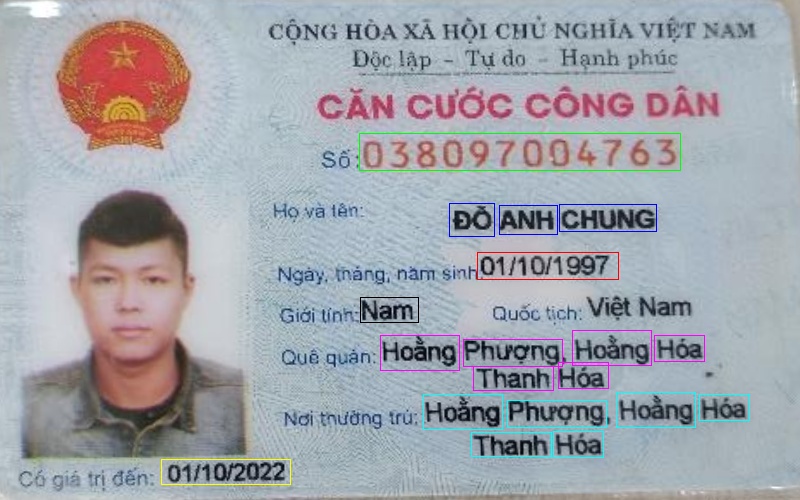 CỘNG HÒA XÃ HỘI CHỦ NGHĨA VIỆT NAM
Độc lập - Tự do - Hạnh phúc
CĂN CƯỚC CÔNG DÂN
Số: 038097004763
Họ và tên: ĐỖ ANH CHUNG
Ngày, tháng, năm sinh: 01/10/1997
Giới tính: Nam Quốc tịch: Việt Nam
Quê quán: Hoằng Phượng, Hoằng Hóa
Thanh Hóa
Nơi thường trú: Hoằng Phượng, Hoằng Hóa
Thanh Hóa
Có giá trị đến: 01/10/2022